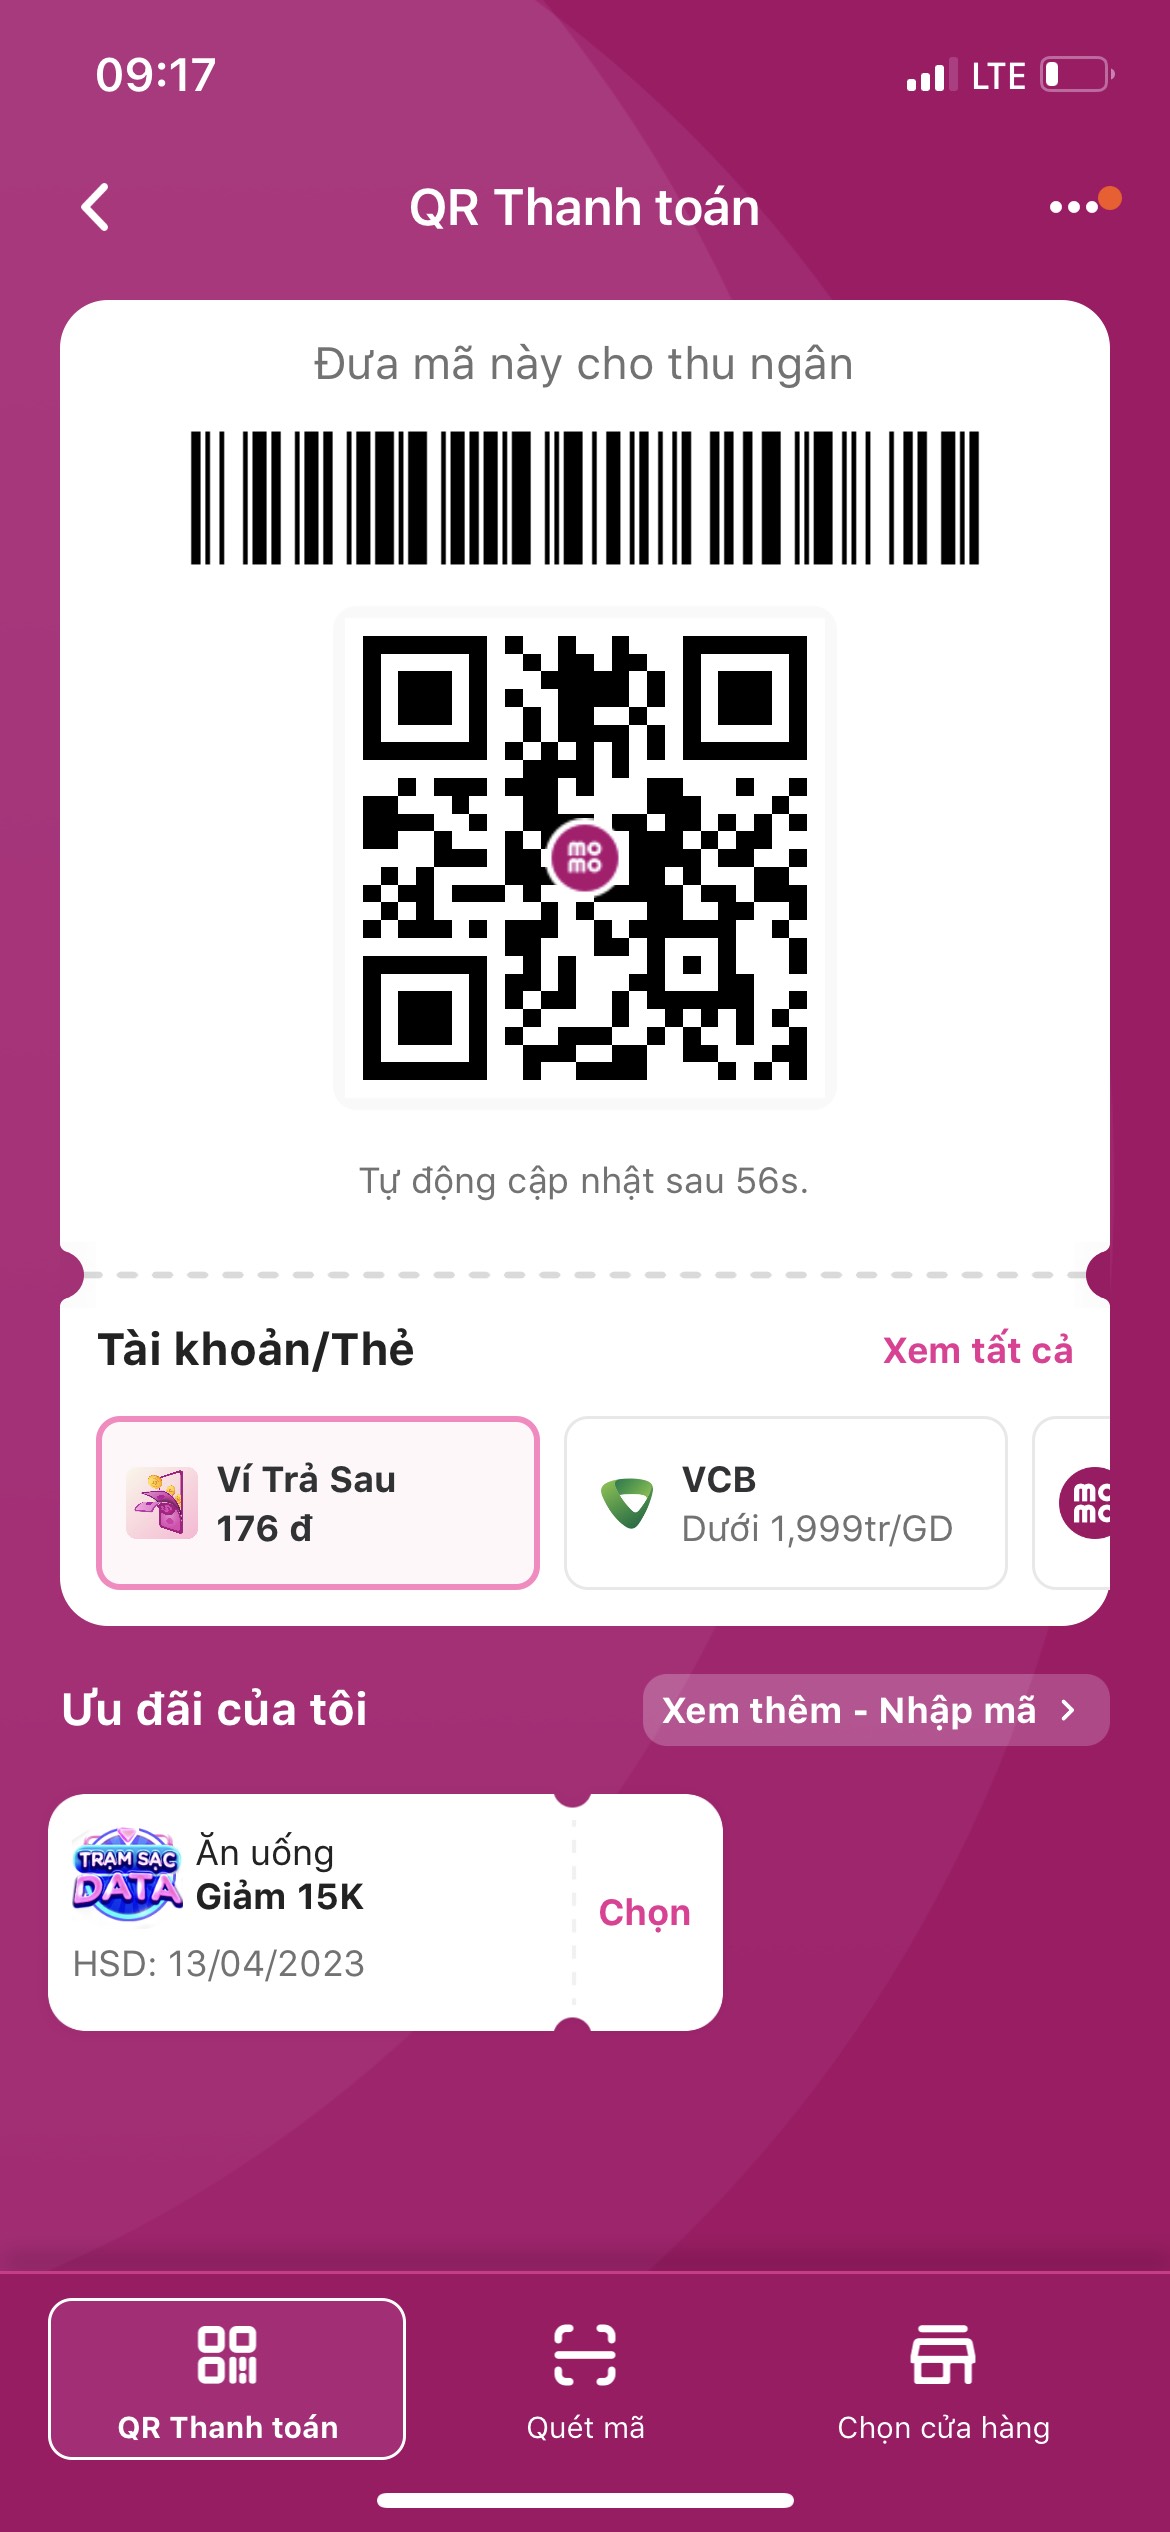 09:17
LTE
QR Thanh toán
Đưa mã này cho thu ngân
mo
mo
Tự động cập nhật sau 56s.
Tài khoản/Thẻ
Xem tất cả
Ví Trả Sau
176 đ
VCB
Dưới 1,999tr/GD
mo
mo
Ưu đãi của tôi
Xem thêm - Nhập mã
TRẠM SẠC
DATA
Ăn uống
Giảm 15K
HSD: 13/04/2023
Chọn
QR Thanh toán
Quét mã
Chọn cửa hàng